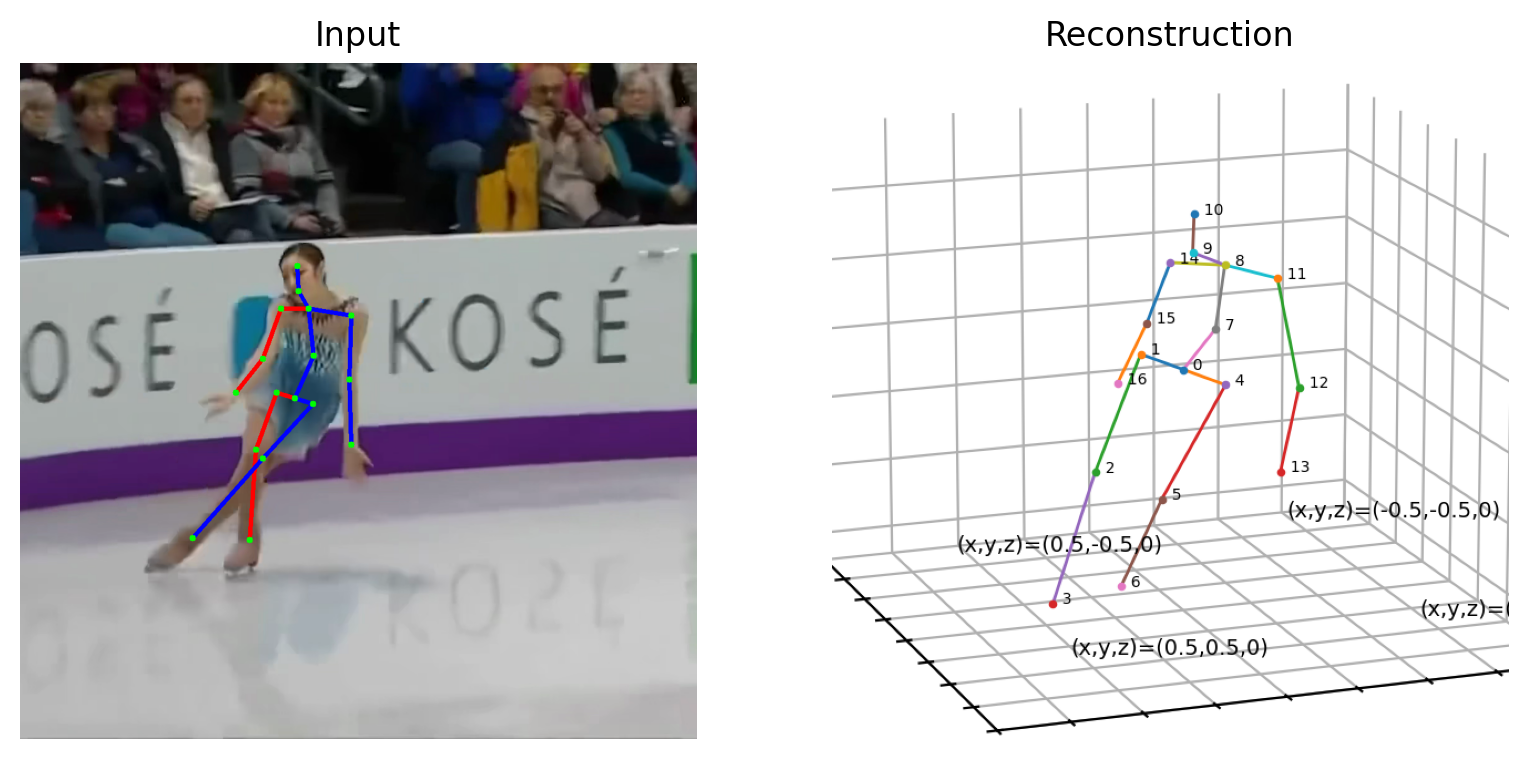 Input
OSÉ KOSÉ
Reconstruction
10
9
14
8
11
15
7
1
0
16
4
12
2
13
5
(x,y,z)=(-0.5,-0.5,0)
(x,y,z)=(0.5,-0.5,0)
6
3
(x,y,z)=(
(x,y,z)=(0.5,0.5,0)